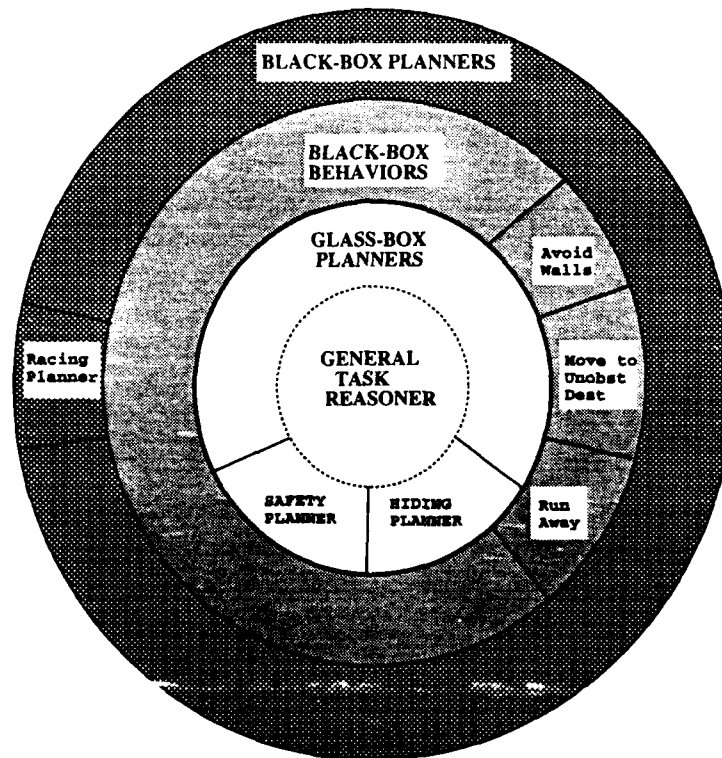 BLACK-BOX PLANNERS
BLACK-BOX
BEHAVIORS
GLASS-BOX
PLANNERS
Avoid
Walls
GENERAL
TASK
REASONER
Racing
Planner
Move to
Unobst
Dest
SAFETY
PLANNER
HIDING
PLANNER
Run
Away